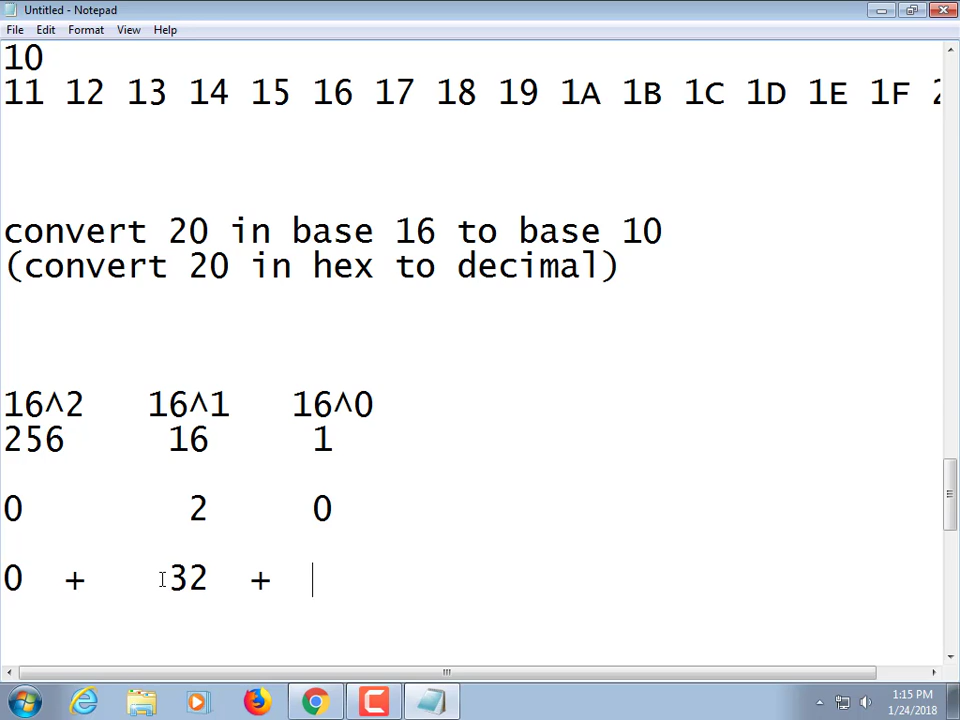 Untitled - Notepad
File Edit Format View Help
10
11 12 13 14 15 16 17 18 19 1A 1B 1C 1D 1E 1F
convert 20 in base 16 to base 10
(convert 20 in hex to decimal)
16^2 16^1 16^0
256 16 1
0 2 0
0 + 32 +
1:15 PM
1/24/2018